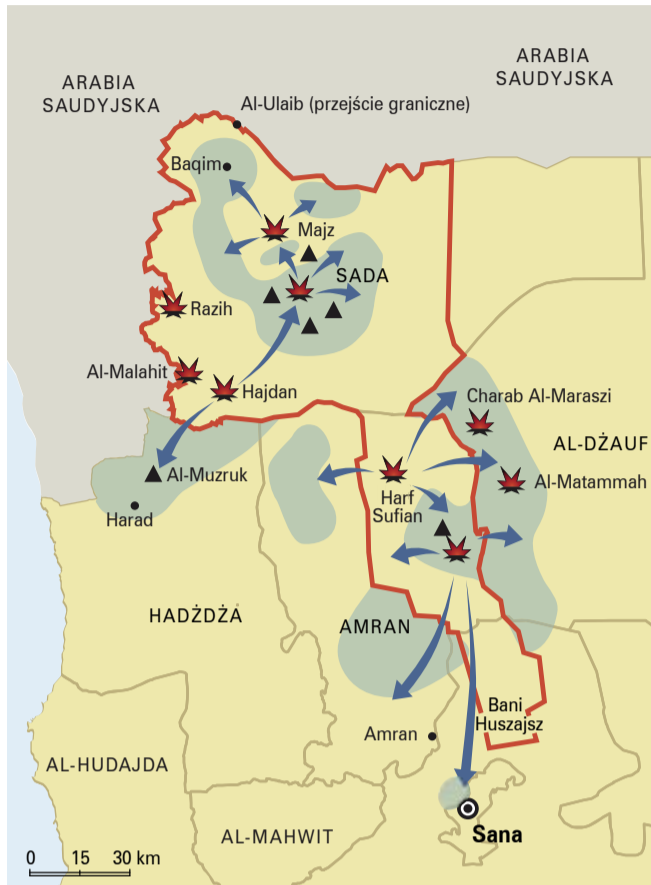 ARABIA
SAUDYJSKA
ARABIA
SAUDYJSKA
Al-Ulaib (przejście graniczne)
Baqim
Majz
SADA
Razih
Al-Malahit
Hajdan
Charab Al-Maraszi
AL-DŻAUF
Al-Muzruk
Harf
Sufian
Al-Matammah
Harad
HADŻDŻA
AMRAN
Bani
Huszajsz
Amran
AL-HUDAJDA
AL-MAHWIT
Sana
0 15 30 km